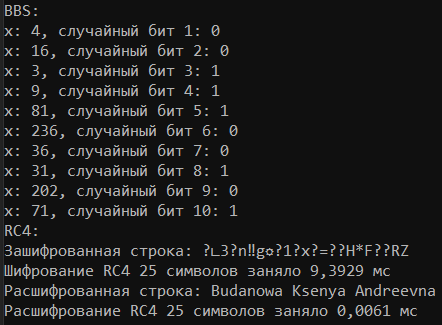 BBS:
x: 4, случайный бит 1: 0
x: 16, случайный бит 2: 0
x: 3, случайный бит 3: 1
x: 9, случайный бит 4: 1
x: 81, случайный бит 5: 1
x: 236, случайный бит 6: 0
x: 36, случайный бит 7: 0
x: 31, случайный бит 8: 1
x: 202, случайный бит 9: 0
x: 71, случайный бит 10: 1
RC4:
Зашифрованная строка: ?∟3?n‼g☼?1?x?=??H*F??RZ
Шифрование RC4 25 символов заняло 9,3929 мс
Расшифрованная строка: Budanowa Ksenya Andreevna
Расшифрование RC4 25 символов заняло 0,0061 мс